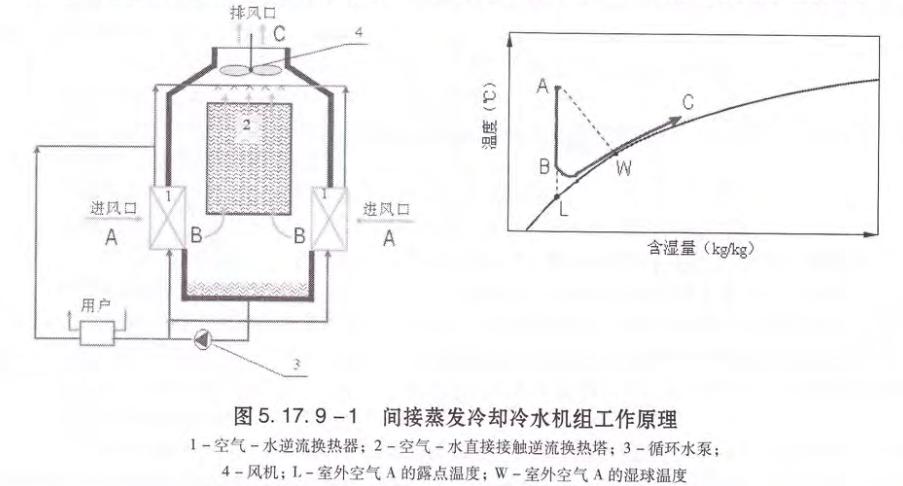 排风口
C
4
2
1
1
进风口
A
B
B
进风口
A
用户
3
温度（℃）
A
B
C
W
L
含湿量（kg/kg）
图5.17.9-1 间接蒸发冷却冷水机组工作原理
1-空气-水逆流换热器；2-空气-水直接接触逆流换热塔；3-循环水泵；
4-风机；L-室外空气A的露点温度；W-室外空气A的湿球温度